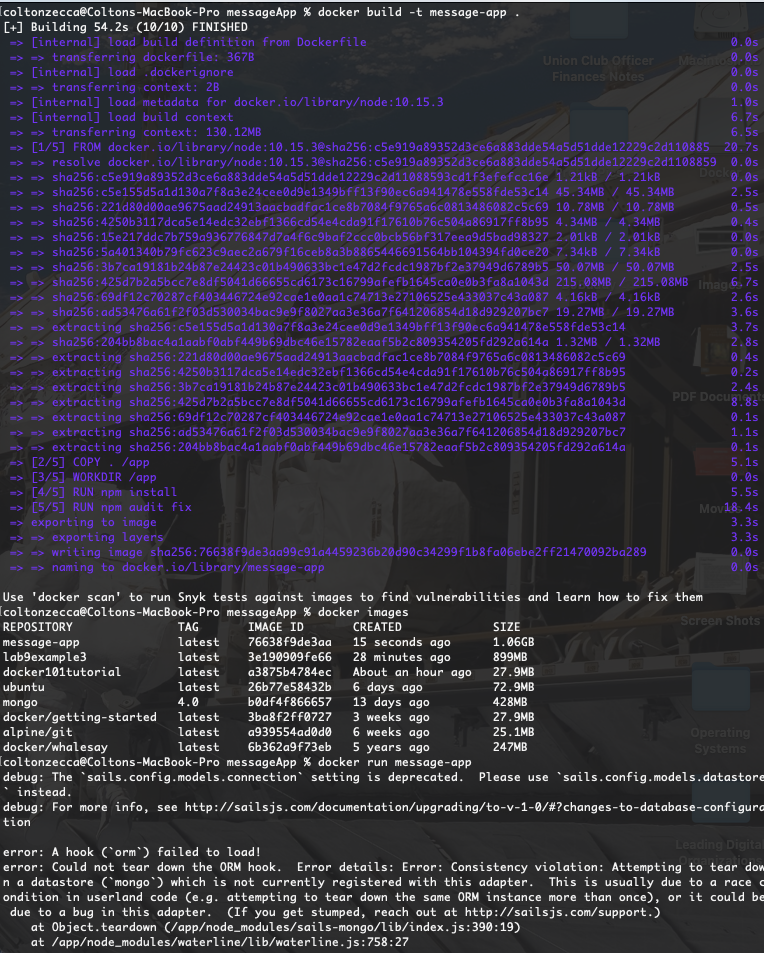 [coltonzecca@Coltons-MacBook-Pro messageApp % docker build -t message-app .
[+] Building 54.2s (10/10) FINISHED
=> [internal] load build definition from Dockerfile 0.0s
=> => transferring dockerfile: 367B 0.0s
=> [internal] load .dockerignore 0.0s
=> => transferring context: 2B 0.0s
=> [internal] load metadata for docker.io/library/node:10.15.3 1.0s
=> [internal] load build context 6.7s
=> => transferring context: 130.12MB 6.5s
=> [1/5] FROM docker.io/library/node:10.15.3@sha256:c5e919a89352d3ce6a883dde54a5d51dde12229c2d110885 20.7s
=> => resolve docker.io/library/node:10.15.3@sha256:c5e919a89352d3ce6a883dde54a5d51dde12229c2d1108859 0.0s
=> => sha256:c5e919a89352d3ce6a883dde54a5d51dde12229c2d11088593cd1f3efefcc16e 1.21kB / 1.21kB 0.0s
=> => sha256:c5e155d5a1d130a7f8a3e24cee0d9e1349bff13f90ec6a941478e558fde53c14 45.34MB / 45.34MB 2.5s
=> => sha256:221d80d00ae9675aad24913aacbadfac1ce8b7084f9765a6c0813486082c5c69 10.78MB / 10.78MB 0.5s
=> => sha256:4250b3117dca5e14edc32ebf1366cd54e4cda91f17610b76c504a86917ff8b95 4.34MB / 4.34MB 0.4s
=> => sha256:15e217ddc7b759a936776847d7a4f6c9baf2ccc0bcb56bf317eea9d5bad98327 2.01kB / 2.01kB 0.0s
=> => sha256:5a401340b79fc623c9aec2a679f16ceb8a3b8865446691564bb104394fd0ce20 7.34kB / 7.34kB 0.0s
=> => sha256:3b7ca19181b24b87e24423c01b490633bc1e47d2fcdc1987bf2e37949d6789b5 50.07MB / 50.07MB 2.5s
=> => sha256:425d7b2a5bcc7e8df5041d66655cd6173c16799afefb1645ca0e0b3fa8a1043d 215.08MB / 215.08MB 6.7s
=> => sha256:69df12c70287cf403446724e92cae1e0aa1c74713e27106525e433037c43a087 4.16kB / 4.16kB 2.6s
=> => sha256:ad53476a61f2f03d530034bac9e9f8027aa3e36a7f641206854d18d929207bc7 19.27MB / 19.27MB 3.6s
=> => extracting sha256:c5e155d5a1d130a7f8a3e24cee0d9e1349bff13f90ec6a941478e558fde53c14 3.7s
=> => sha256:204bb8bac4a1aabf0abf449b69dbc46e15782eaaf5b2c809354205fd292a614a 1.32MB / 1.32MB 2.8s
=> => extracting sha256:221d80d00ae9675aad24913aacbadfac1ce8b7084f9765a6c0813486082c5c69 0.4s
=> => extracting sha256:4250b3117dca5e14edc32ebf1366cd54e4cda91f17610b76c504a86917ff8b95 0.2s
=> => extracting sha256:3b7ca19181b24b87e24423c01b490633bc1e47d2fcdc1987bf2e37949d6789b5 2.4s
=> => extracting sha256:425d7b2a5bcc7e8df5041d66655cd6173c16799afefb1645ca0e0b3fa8a1043d 8.8s
=> => extracting sha256:69df12c70287cf403446724e92cae1e0aa1c74713e27106525e433037c43a087 0.1s
=> => extracting sha256:ad53476a61f2f03d530034bac9e9f8027aa3e36a7f641206854d18d929207bc7 1.1s
=> => extracting sha256:204bb8bac4a1aabf0abf449b69dbc46e15782eaaf5b2c809354205fd292a614a 0.1s
=> [2/5] COPY . /app 5.1s
=> [3/5] WORKDIR /app 0.0s
=> [4/5] RUN npm install 5.5s
=> [5/5] RUN npm audit fix 18.4s
=> exporting to image 3.3s
=> => exporting layers 3.3s
=> => writing image sha256:76638f9de3aa99c91a4459236b20d90c34299f1b8fa06ebe2ff21470092ba289 0.0s
=> => naming to docker.io/library/message-app 0.0s
Use 'docker scan' to run Snyk tests against images to find vulnerabilities and learn how to fix them
[coltonzecca@Coltons-MacBook-Pro messageApp % docker images
REPOSITORY TAG IMAGE ID CREATED SIZE
message-app latest 76638f9de3aa 15 seconds ago 1.06GB
lab9example3 latest 3e190909fe66 28 minutes ago 899MB
docker101tutorial latest a3875b4784ec About an hour ago 27.9MB
ubuntu latest 26b77e58432b 6 days ago 72.9MB
mongo 4.0 b0df4f866657 13 days ago 428MB
docker/getting-started latest 3ba8f2ff0727 3 weeks ago 27.9MB
alpine/git latest a939554ad0d0 6 weeks ago 25.1MB
docker/whalesay latest 6b362a9f73eb 5 years ago 247MB
[coltonzecca@Coltons-MacBook-Pro messageApp % docker run message-app
debug: The `sails.config.models.connection` setting is deprecated. Please use `sails.config.models.datastore
` instead.
debug: For more info, see http://sailsjs.com/documentation/upgrading/to-v-1-0/#?changes-to-database-configura
tion
error: A hook (`orm`) failed to load!
error: Could not tear down the ORM hook. Error details: Error: Consistency violation: Attempting to tear dow
n a datastore (`mongo`) which is not currently registered with this adapter. This is usually due to a race c
ondition in userland code (e.g. attempting to tear down the same ORM instance more than once), or it could be
due to a bug in this adapter. (If you get stumped, reach out at http://sailsjs.com/support.)
at Object.teardown (/app/node_modules/sails-mongo/lib/index.js:390:19)
at /app/node_modules/waterline/lib/waterline.js:758:27
Union Club Officer
Finances Notes
PDF Documents
Screen Shots
Operating
Systems
Leading Digital
Organization